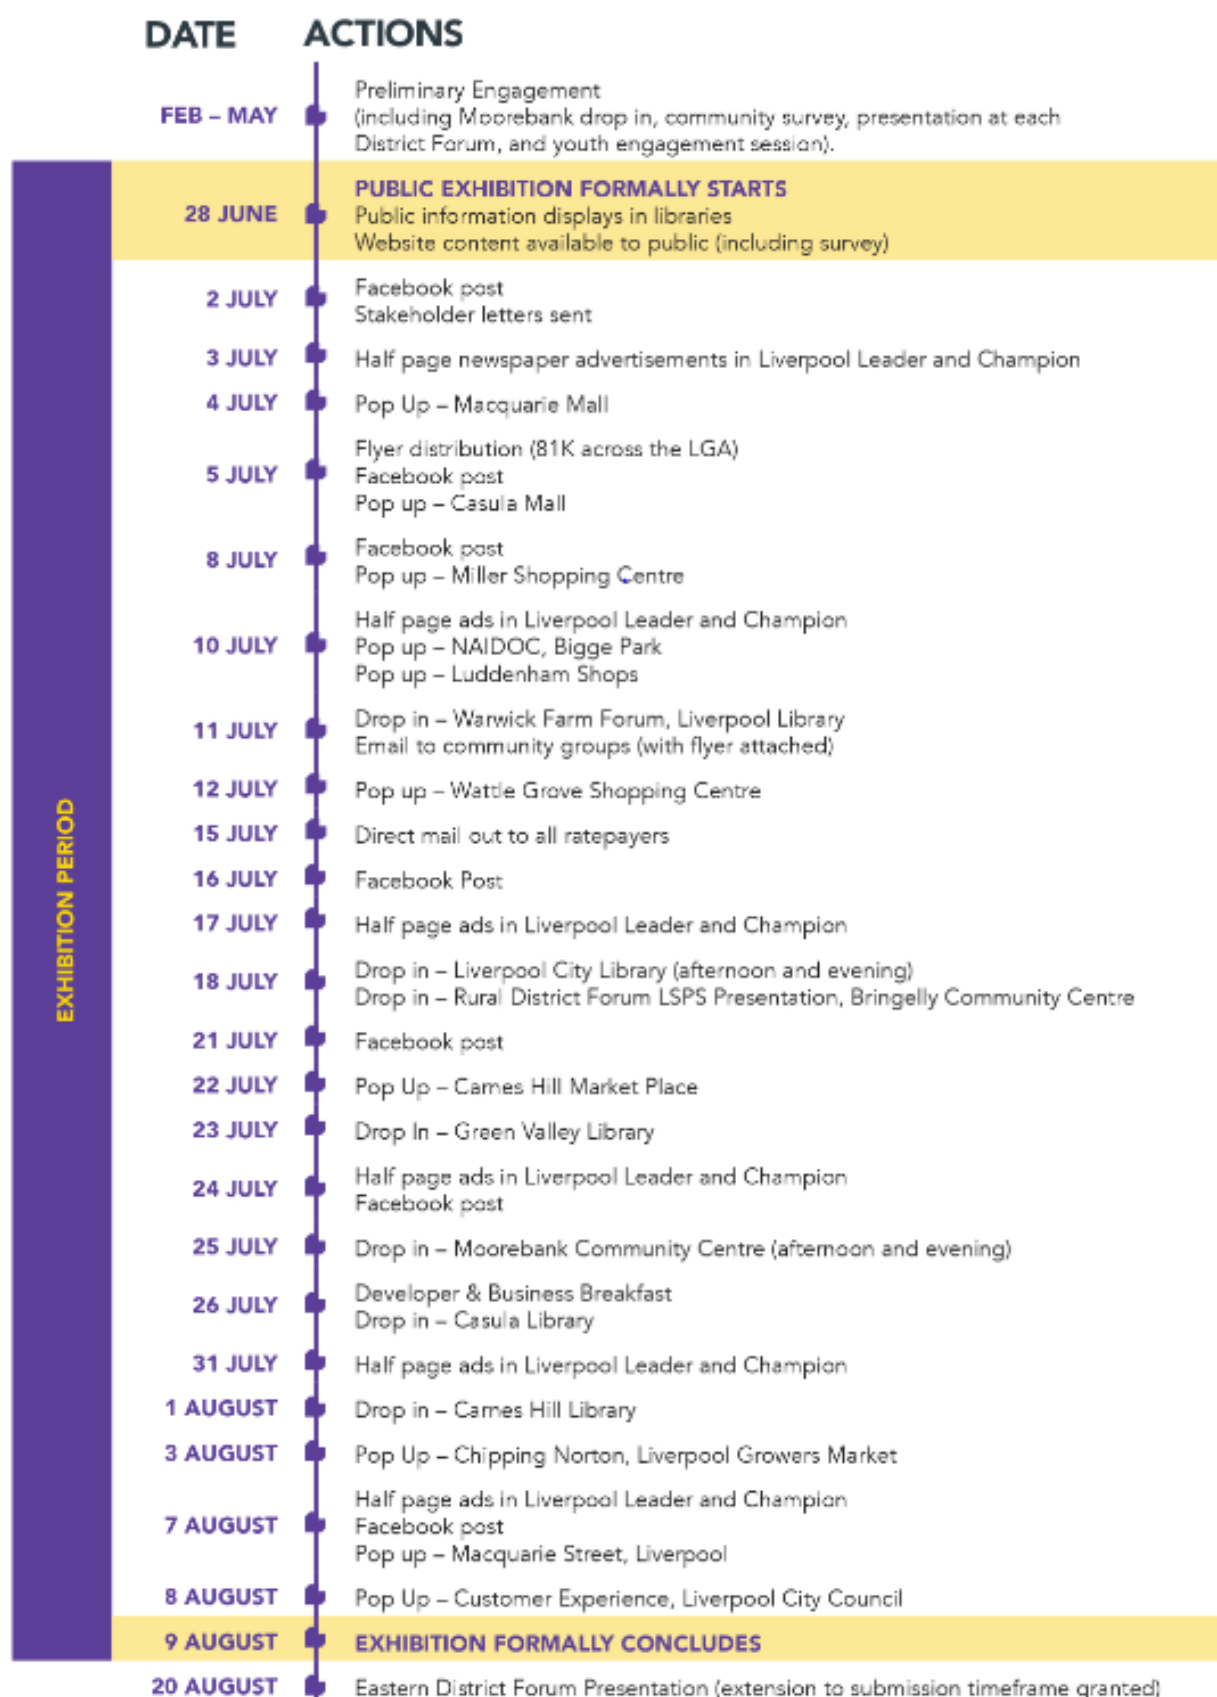 DATE ACTIONS
FEB – MAY
Preliminary Engagement
(including Moorebank drop in, community survey, presentation at each
District Forum, and youth engagement session).
EXHIBITION PERIOD
28 JUNE
PUBLIC EXHIBITION FORMALLY STARTS
Public information displays in libraries
Website content available to public (including survey)
2 JULY
Facebook post
Stakeholder letters sent
3 JULY
Half page newspaper advertisements in Liverpool Leader and Champion
4 JULY
Pop Up – Macquarie Mall
5 JULY
Flyer distribution (81K across the LGA)
Facebook post
Pop up – Casula Mall
8 JULY
Facebook post
Pop up – Miller Shopping Centre
10 JULY
Half page ads in Liverpool Leader and Champion
Pop up – NAIDOC, Bigge Park
Pop up – Luddenham Shops
11 JULY
Drop in – Warwick Farm Forum, Liverpool Library
Email to community groups (with flyer attached)
12 JULY
Pop up – Wattle Grove Shopping Centre
15 JULY
Direct mail out to all ratepayers
16 JULY
Facebook Post
17 JULY
Half page ads in Liverpool Leader and Champion
18 JULY
Drop in – Liverpool City Library (afternoon and evening)
Drop in – Rural District Forum LSPS Presentation, Bringelly Community Centre
21 JULY
Facebook post
22 JULY
Pop Up – Carnes Hill Market Place
23 JULY
Drop In – Green Valley Library
24 JULY
Half page ads in Liverpool Leader and Champion
Facebook post
25 JULY
Drop in – Moorebank Community Centre (afternoon and evening)
26 JULY
Developer & Business Breakfast
Drop in – Casula Library
31 JULY
Half page ads in Liverpool Leader and Champion
1 AUGUST
Drop in – Carnes Hill Library
3 AUGUST
Pop Up – Chipping Norton, Liverpool Growers Market
7 AUGUST
Half page ads in Liverpool Leader and Champion
Facebook post
Pop up – Macquarie Street, Liverpool
8 AUGUST
Pop Up – Customer Experience, Liverpool City Council
9 AUGUST
EXHIBITION FORMALLY CONCLUDES
20 AUGUST
Eastern District Forum Presentation (extension to submission timeframe granted)